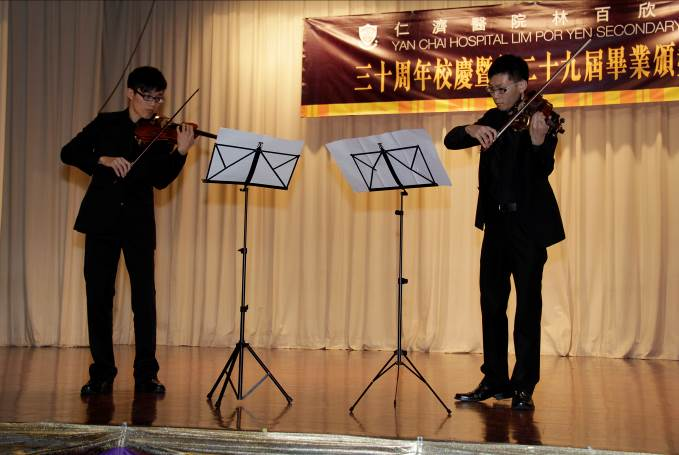 仁濟醫院林百欣
YAN CHAI HOSPITAL LIM POR YEN SECONDARY
三十周年校慶暨 二十九屆畢業頒